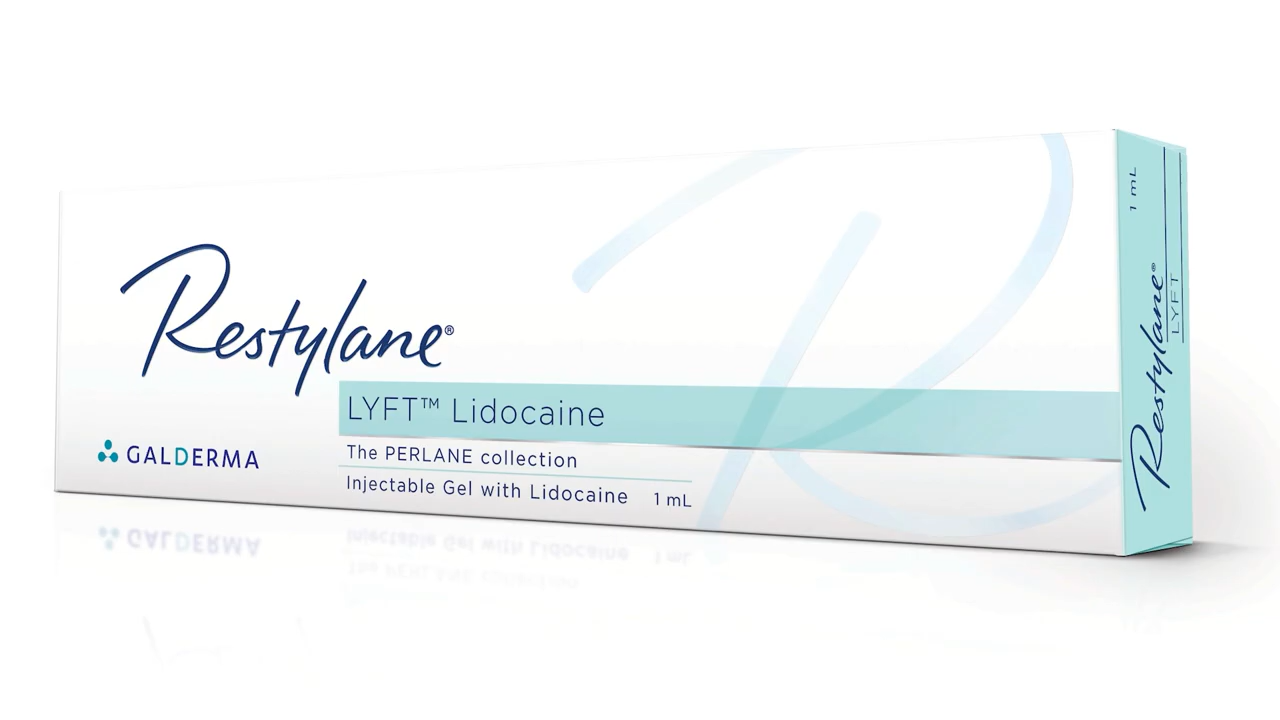 Restylane®
LYFT™ Lidocaine
The PERLANE collection
Injectable Gel with Lidocaine 1 mL
GALDERMA
Restylane®
LYFT
1 mL